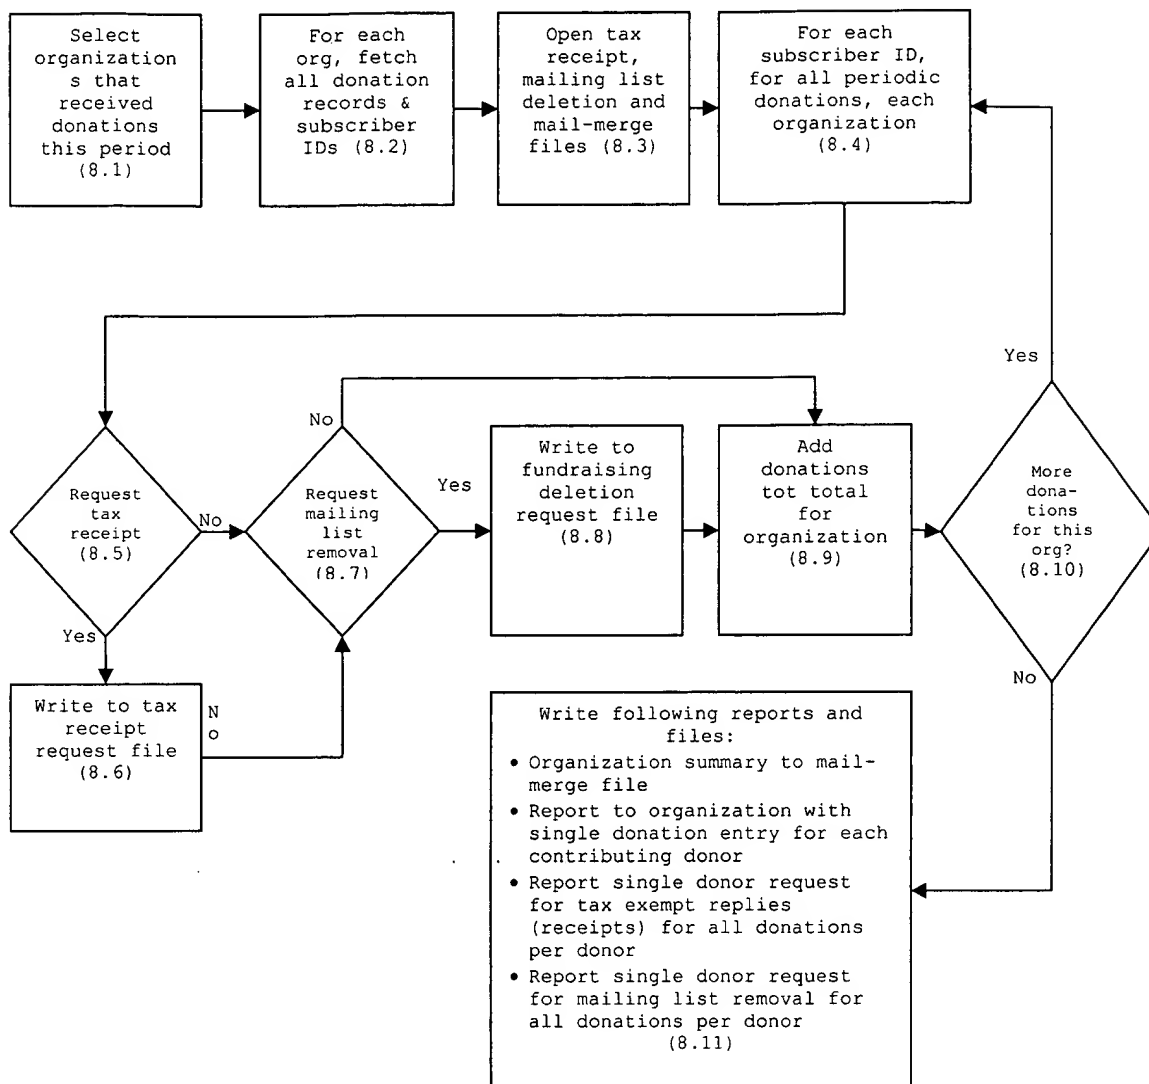 Select
organization
s that
received
donations
this period
(8.1)
For each
org, fetch
all donation
records &
subscriber
IDs (8.2)
Open tax
receipt,
mailing list
deletion and
mail-merge
files (8.3)
For each
subscriber ID,
for all periodic
donations, each
organization
(8.4)
Yes
No
Request
tax
receipt
(8.5)
No
Yes
Request
mailing
list
removal
(8.7)
Yes
Write to
fundraising
deletion
request file
(8.8)
Add
donations
tot total
for
organization
(8.9)
More
dona-
tions
for this
org?
(8.10)
No
Write to tax
receipt
request file
(8.6)
N
o
Write following reports and
files:
• Organization summary to mail-
merge file
• Report to organization with
single donation entry for each
contributing donor
• Report single donor request
for tax exempt replies
(receipts) for all donations
per donor
• Report single donor request
for mailing list removal for
all donations per donor
(8.11)